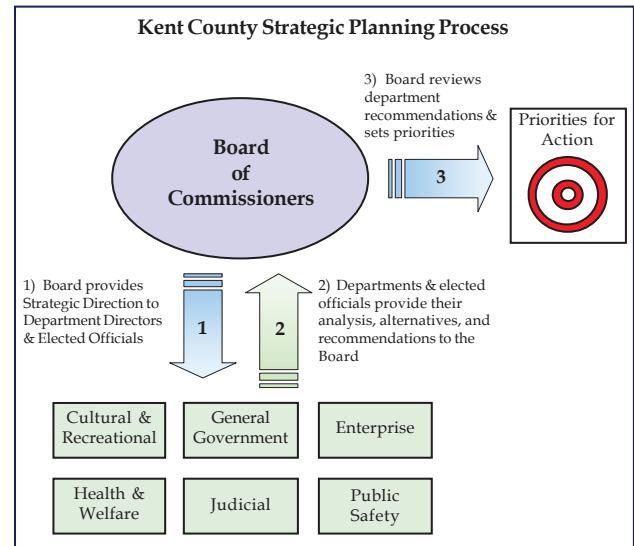 Kent County Strategic Planning Process
3) Board reviews
department
recommendations &
sets priorities
Priorities for
Action
Board
of
Commissioners
3
1) Board provides
Strategic Direction to
Department Directors
& Elected Officials
1
2
2) Departments & elected
officials provide their
analysis, alternatives, and
recommendations to the
Board
Cultural &
Recreational
General
Government
Enterprise
Health &
Welfare
Judicial
Public
Safety